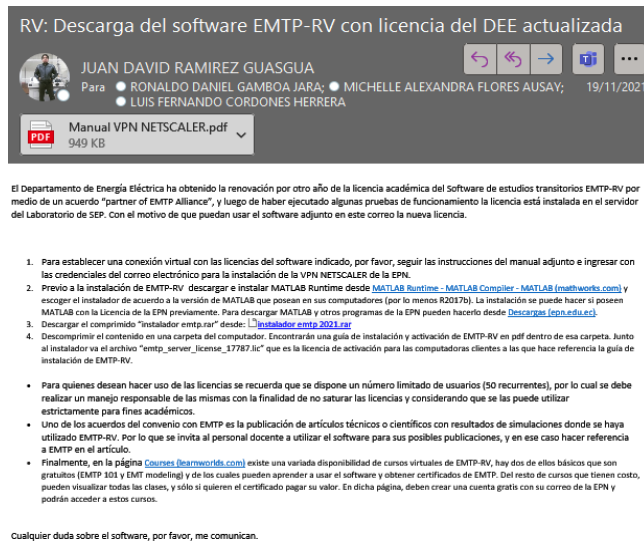 RV: Descarga del software EMTP-RV con licencia del DEE actualizada
JUAN DAVID RAMIREZ GUASGUA
Para RONALDO DANIEL GAMBOA JARA; MICHELLE ALEXANDRA FLORES AUSAY; 19/11/2021
LUIS FERNANDO CORDONES HERRERA
PDF
Manual VPN NETSCALER.pdf
949 KB
El Departamento de Energía Eléctrica ha obtenido la renovación por otro año de la licencia académica del Software de estudios transitorios EMTP-RV por
medio de un acuerdo “partner of EMTP Alliance”, y luego de haber ejecutado algunas pruebas de funcionamiento la licencia está instalada en el servidor
del Laboratorio de SEP. Con el motivo de que puedan usar el software adjunto en este correo la nueva licencia.
1. Para establecer una conexión virtual con las licencias del software indicado, por favor, seguir las instrucciones del manual adjunto e ingresar con
las credenciales del correo electrónico para la instalación de la VPN NETSCALER de la EPN.
2. Previo a la instalación de EMTP-RV descargar e instalar MATLAB Runtime desde MATLAB Runtime - MATLAB Compiler - MATLAB (mathworks.com) y
escoger el instalador de acuerdo a la versión de MATLAB que posean en sus computadores (por lo menos R2017b). La instalación se puede hacer si poseen
MATLAB con la Licencia de la EPN previamente. Para descargar MATLAB y otros programas de la EPN pueden hacerlo desde Descargas (epn.edu.ec).
3. Descargar el comprimido “instalador emtp.rar” desde: instalador emtp 2021.rar
4. Descomprimir el contenido en una carpeta del computador. Encontrarán una guía de instalación y activación de EMTP-RV en pdf dentro de esa carpeta. Junto
al instalador va el archivo “emtp_server_license_17787.lic” que es la licencia de activación para las computadoras clientes a las que hace referencia la guía de
instalación de EMTP-RV.
• Para quienes desean hacer uso de las licencias se recuerda que se dispone un número limitado de usuarios (50 recurrentes), por lo cual se debe
realizar un manejo responsable de las mismas con la finalidad de no saturar las licencias y considerando que se las puede utilizar
estrictamente para fines académicos.
• Uno de los acuerdos del convenio con EMTP es la publicación de artículos técnicos o científicos con resultados de simulaciones donde se haya
utilizado EMTP-RV. Por lo que se invita al personal docente a utilizar el software para sus posibles publicaciones, y en ese caso hacer referencia
a EMTP en el artículo.
• Finalmente, en la página Courses (learnworlds.com) existe una variada disponibilidad de cursos virtuales de EMTP-RV, hay dos de ellos básicos que son
gratuitos (EMTP 101 y EMT modeling) y de los cuales pueden aprender a usar el software y obtener certificados de EMTP. Del resto de cursos que tienen costo,
pueden visualizar todas las clases, y sólo si quieren el certificado pagar su valor. En dicha página, deben crear una cuenta gratis con su correo de la EPN y
podrán acceder a estos cursos.
Cualquier duda sobre el software, por favor, me comunican.